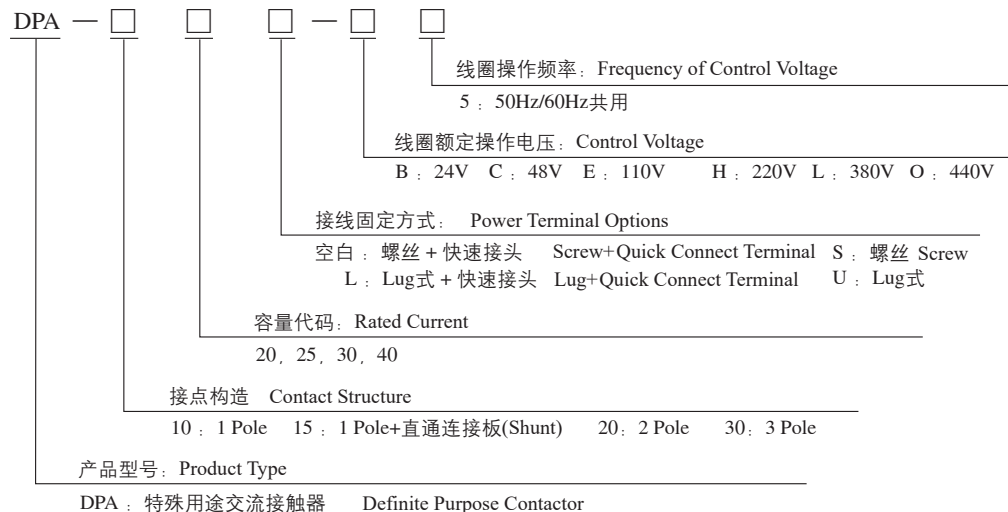 DPA — □ □ □ — □ □
线圈操作频率：Frequency of Control Voltage
5 ： 50Hz/60Hz共用
线圈额定操作电压：Control Voltage
B ：24V C ：48V E ：110V H ：220V L ：380V O ：440V
接线固定方式： Power Terminal Options
空白 ：螺丝 + 快速接头 Screw+Quick Connect Terminal S ：螺丝 Screw
L ：Lug式 + 快速接头 Lug+Quick Connect Terminal U ：Lug式
容量代码：Rated Current
20，25，30，40
接点构造 Contact Structure
10 ：1 Pole 15 ：1 Pole+直通连接板(Shunt) 20：2 Pole 30：3 Pole
产品型号：Product Type
DPA ：特殊用途交流接触器 Definite Purpose Contactor